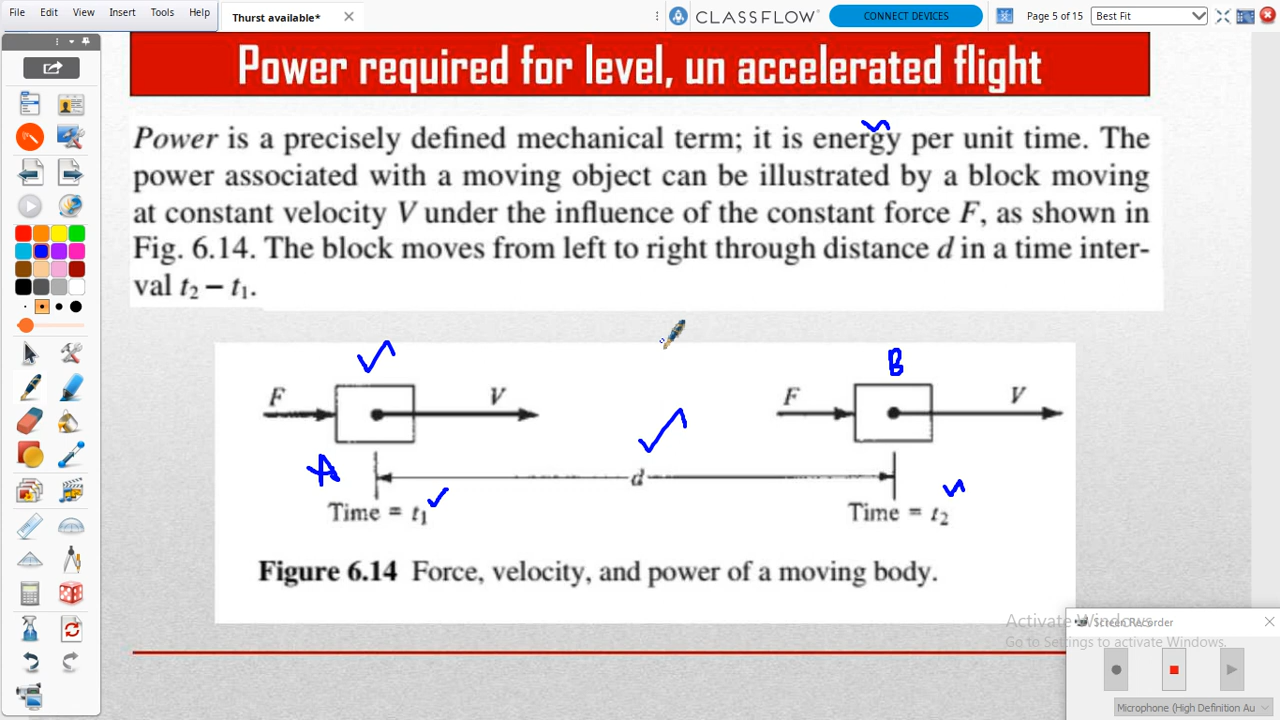 File Edit View Insert Tools Help
Thurst available*
CLASSFLOW
CONNECT DEVICES
Page 5 of 15
Best Fit
Power required for level, un accelerated flight
Power is a precisely defined mechanical term; it is energy per unit time. The
power associated with a moving object can be illustrated by a block moving
at constant velocity V under the influence of the constant force F, as shown in
Fig. 6.14. The block moves from left to right through distance d in a time inter-
val t₂ – t₁.
B
F V F V
A
d
Time = t₁ Time = t₂
Figure 6.14 Force, velocity, and power of a moving body.
Activate Windows
Go to Settings to activate Windows.
Screen Recorder
Microphone (High Definition Au